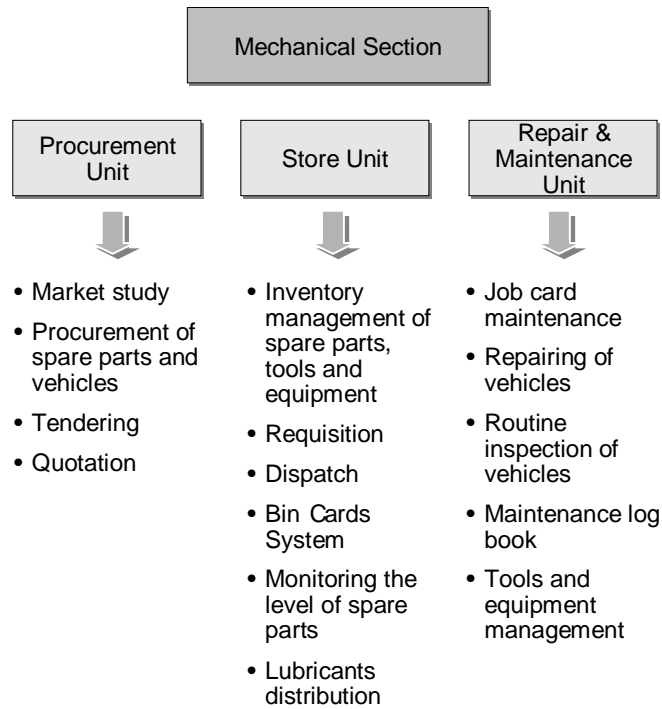 Mechanical Section
Procurement
Unit
• Market study
• Procurement of
spare parts and
vehicles
• Tendering
• Quotation
Store Unit
• Inventory
management of
spare parts,
tools and
equipment
• Requisition
• Dispatch
• Bin Cards
System
• Monitoring the
level of spare
parts
• Lubricants
distribution
Repair &
Maintenance
Unit
• Job card
maintenance
• Repairing of
vehicles
• Routine
inspection of
vehicles
• Maintenance log
book
• Tools and
equipment
management